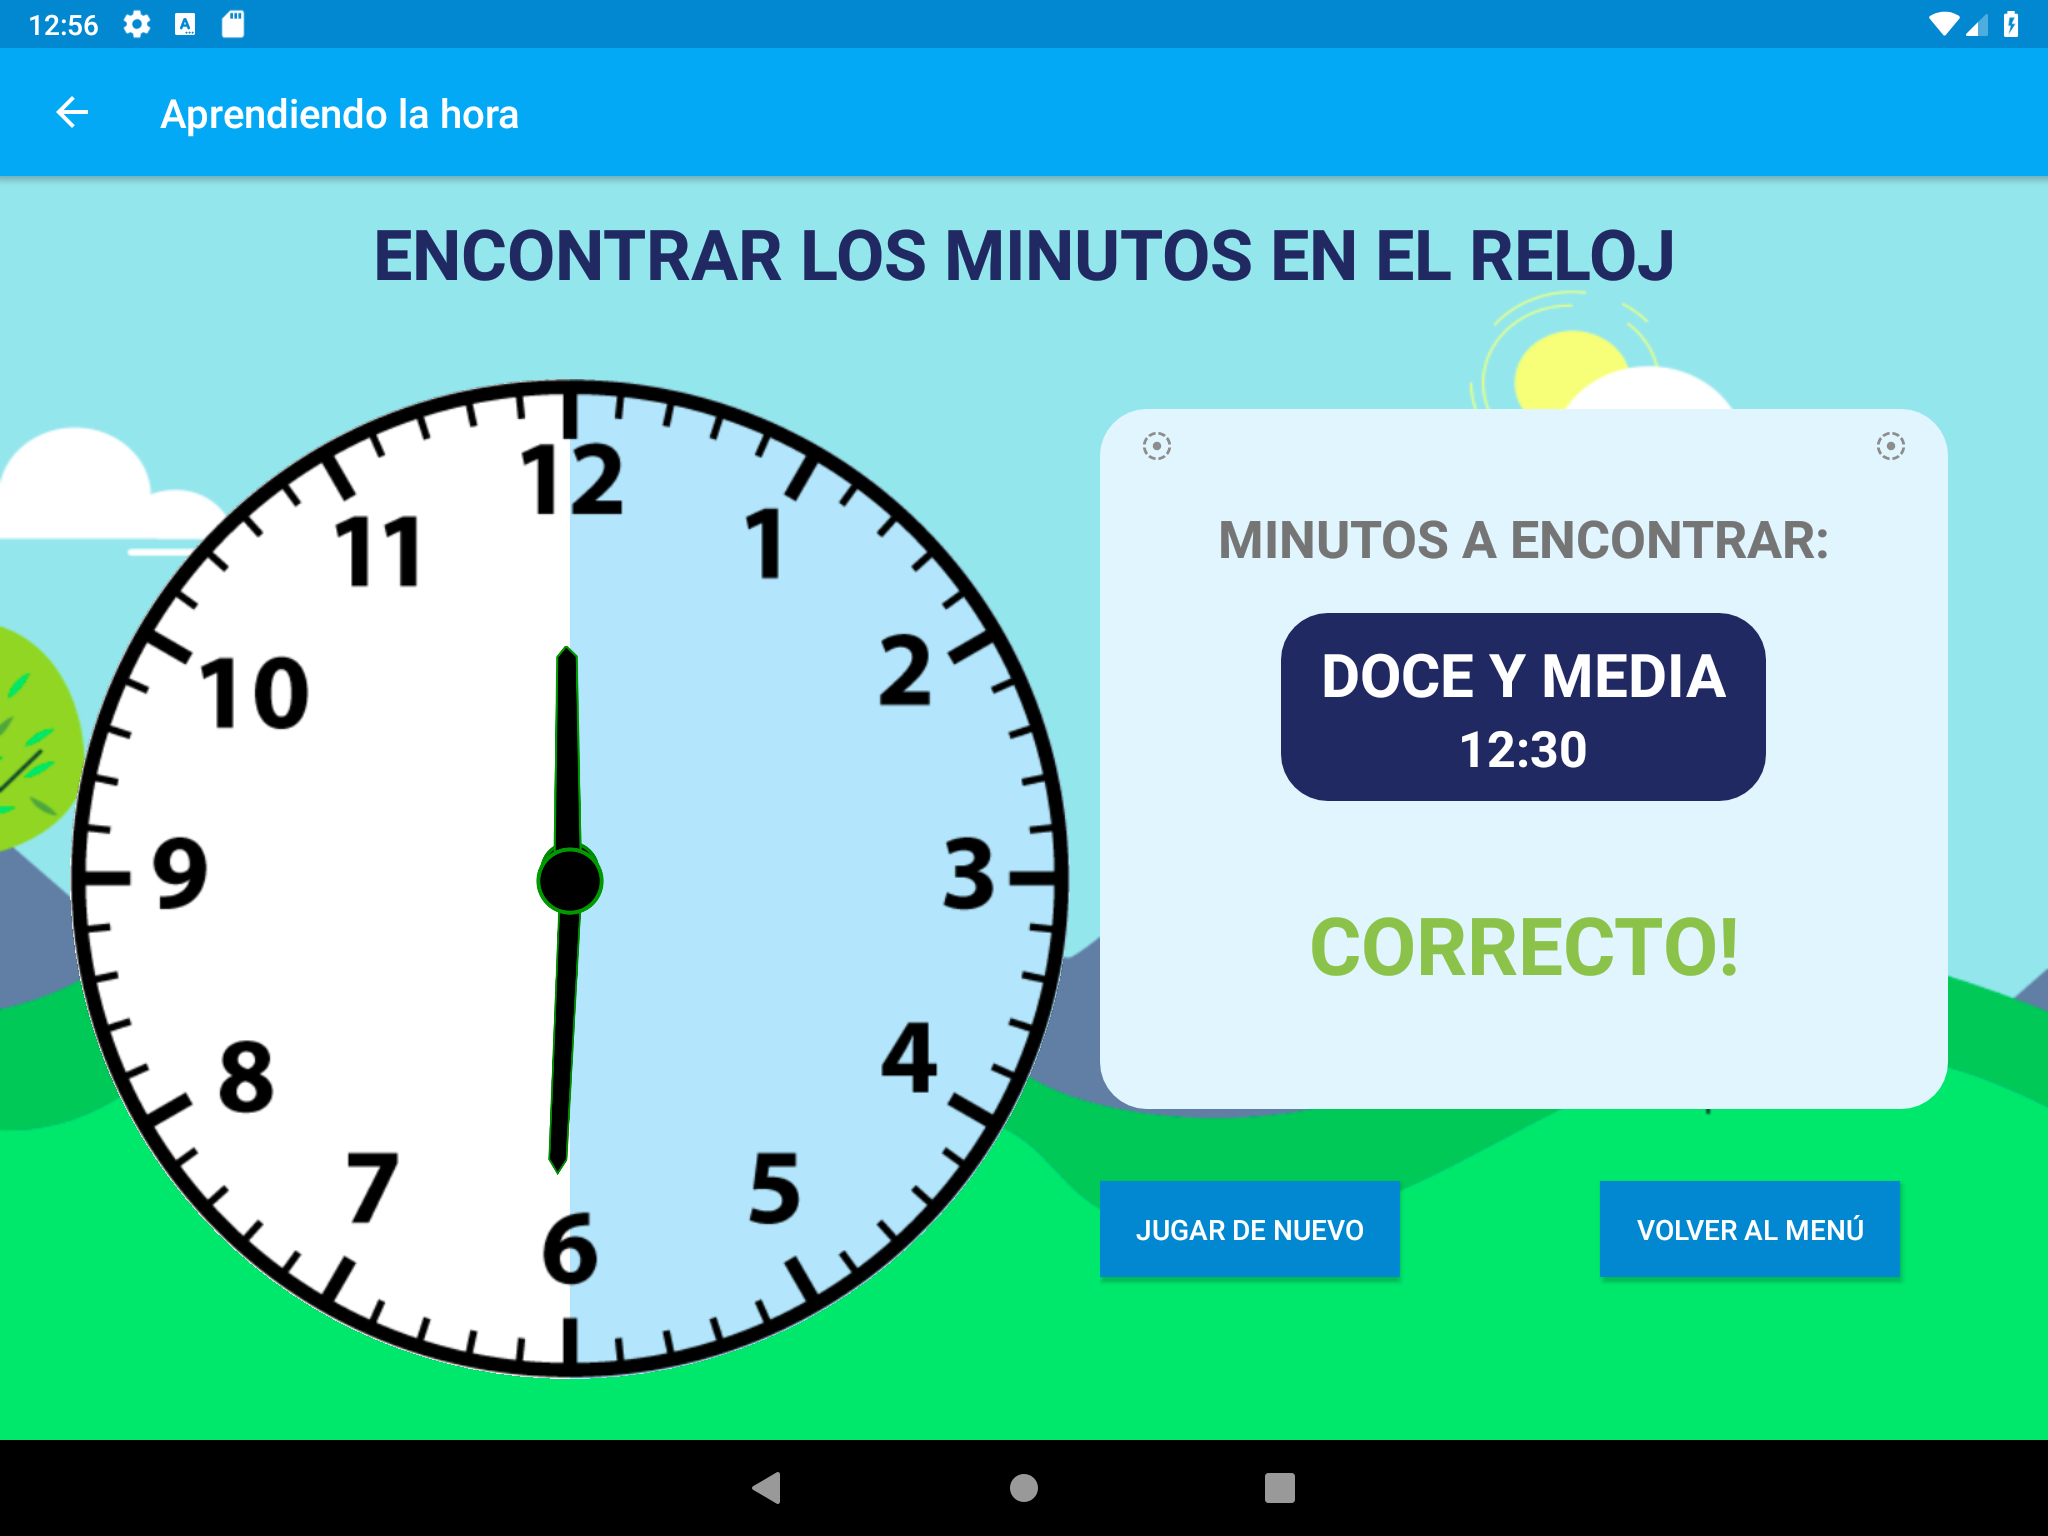 12:56
Aprendiendo la hora
ENCONTRAR LOS MINUTOS EN EL RELOJ
12
11
1
10
2
9
3
8
4
7
5
6
MINUTOS A ENCONTRAR:
DOCE Y MEDIA
12:30
CORRECTO!
JUGAR DE NUEVO
VOLVER AL MENÚ